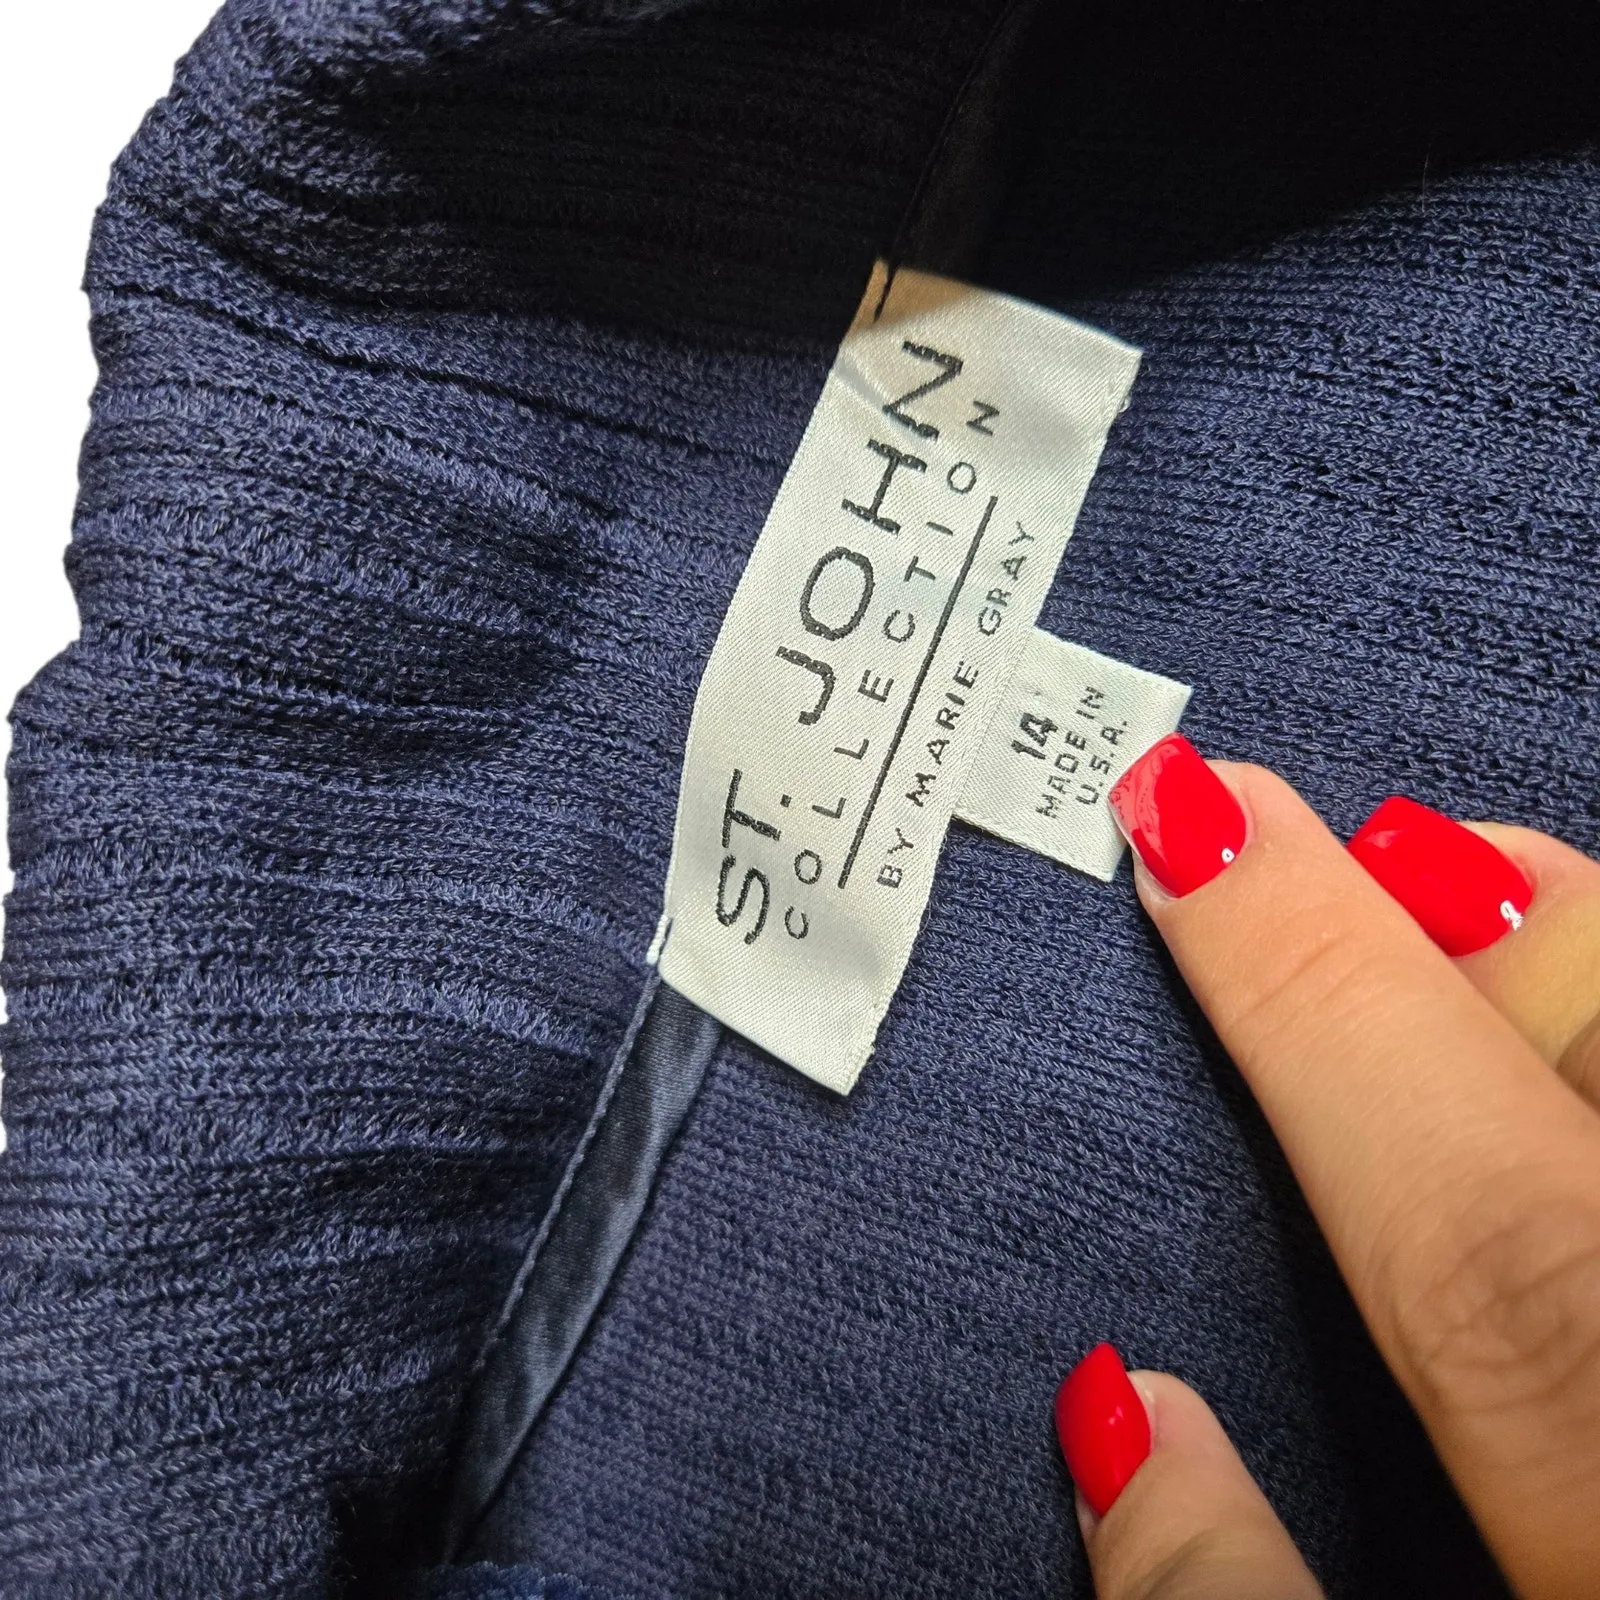 ST. JOHN
COLLECTION
BY MARIE GRAY
14
MADE IN
U.S.A.